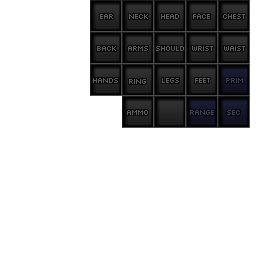 EAR NECK HEAD FACE CHEST
BACK ARMS SHOULD WRIST WAIST
HANDS RING LEGS FEET PRIM
AMMO RANGE SEC